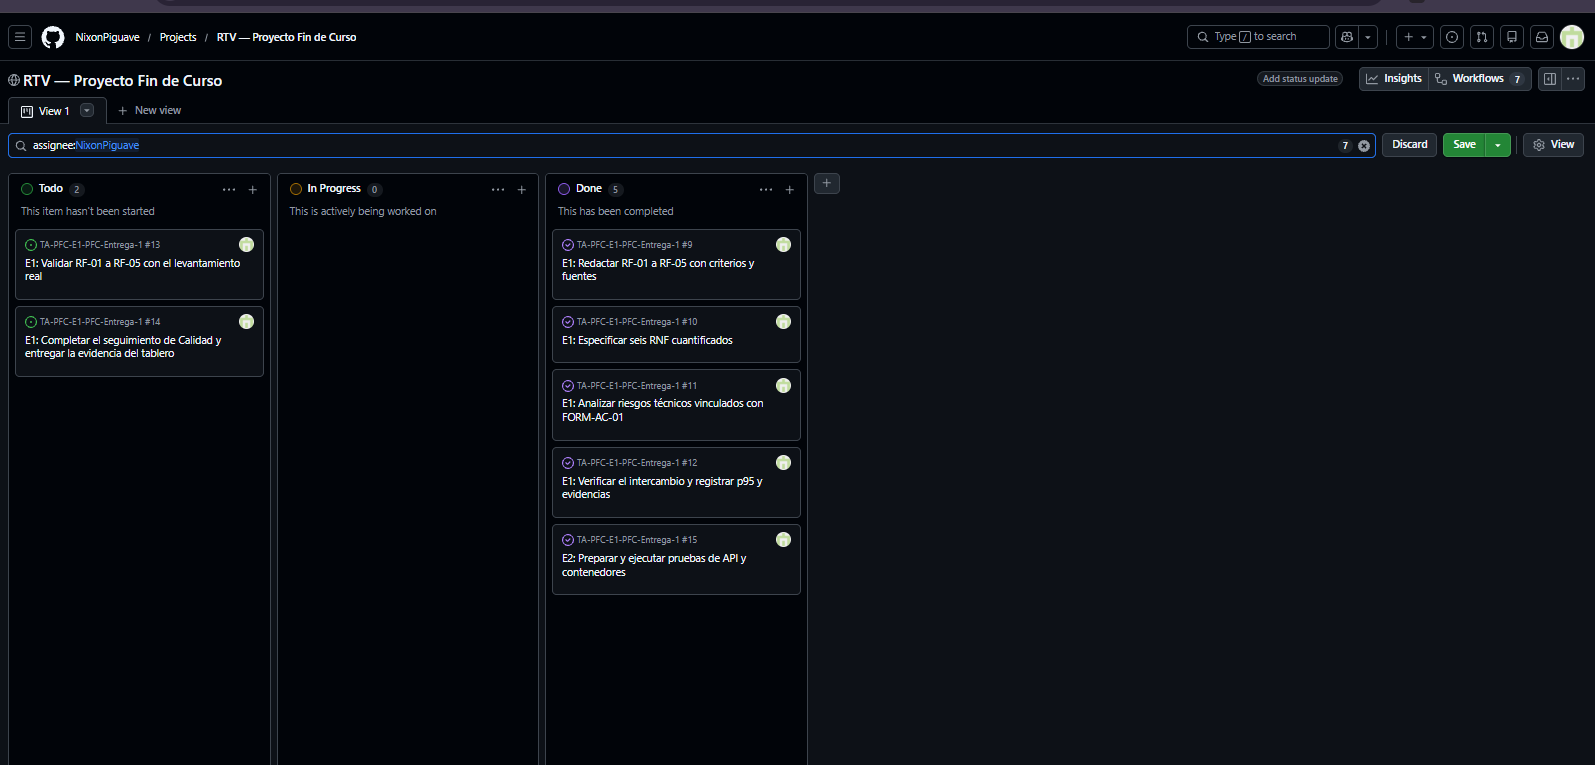 NixonPiguave / Projects / RTV — Proyecto Fin de Curso
Type / to search
RTV — Proyecto Fin de Curso
Add status update
Insights
Workflows 7
View 1
New view
assignee:NixonPiguave
7
Discard
Save
View
Todo 2
This item hasn't been started
TA-PFC-E1-PFC-Entrega-1 #13
E1: Validar RF-01 a RF-05 con el levantamiento
real
TA-PFC-E1-PFC-Entrega-1 #14
E1: Completar el seguimiento de Calidad y
entregar la evidencia del tablero
In Progress 0
This is actively being worked on
Done 5
This has been completed
TA-PFC-E1-PFC-Entrega-1 #9
E1: Redactar RF-01 a RF-05 con criterios y
fuentes
TA-PFC-E1-PFC-Entrega-1 #10
E1: Especificar seis RNF cuantificados
TA-PFC-E1-PFC-Entrega-1 #11
E1: Analizar riesgos técnicos vinculados con
FORM-AC-01
TA-PFC-E1-PFC-Entrega-1 #12
E1: Verificar el intercambio y registrar p95 y
evidencias
TA-PFC-E1-PFC-Entrega-1 #15
E2: Preparar y ejecutar pruebas de API y
contenedores